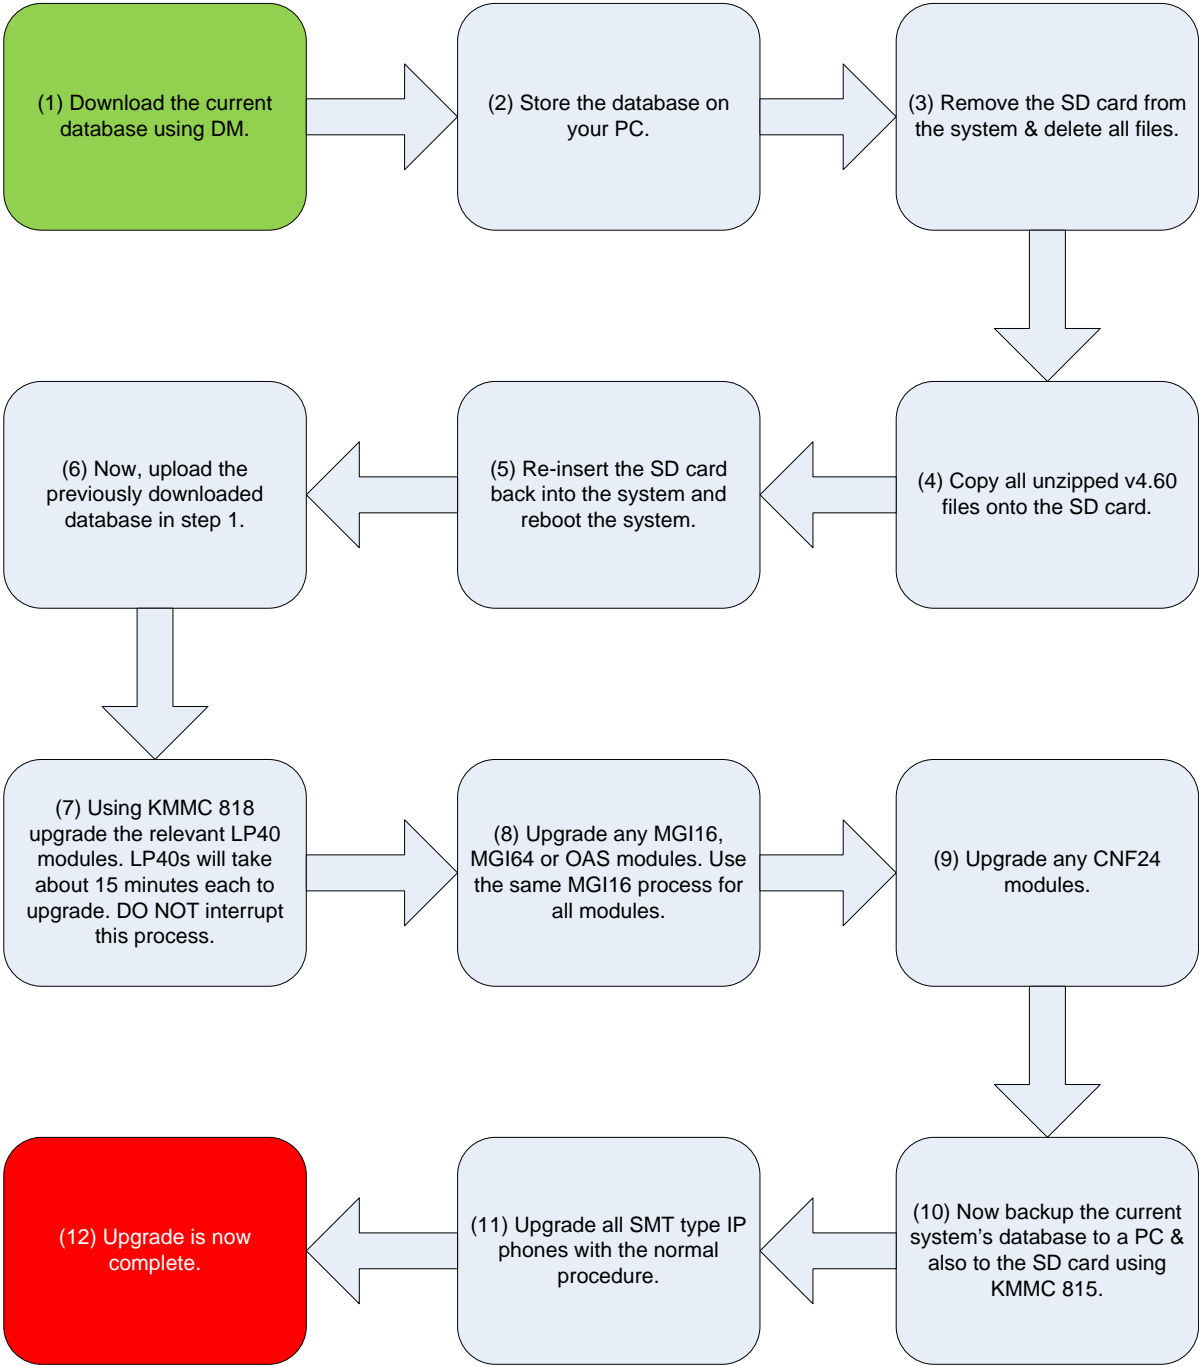 (1) Download the current
database using DM.
(2) Store the database on
your PC.
(3) Remove the SD card from
the system & delete all files.
(4) Copy all unzipped v4.60
files onto the SD card.
(5) Re-insert the SD card
back into the system and
reboot the system.
(6) Now, upload the
previously downloaded
database in step 1.
(7) Using KMMC 818
upgrade the relevant LP40
modules. LP40s will take
about 15 minutes each to
upgrade. DO NOT interrupt
this process.
(8) Upgrade any MGI16,
MGI64 or OAS modules. Use
the same MGI16 process for
all modules.
(9) Upgrade any CNF24
modules.
(10) Now backup the current
system’s database to a PC &
also to the SD card using
KMMC 815.
(11) Upgrade all SMT type IP
phones with the normal
procedure.
(12) Upgrade is now
complete.